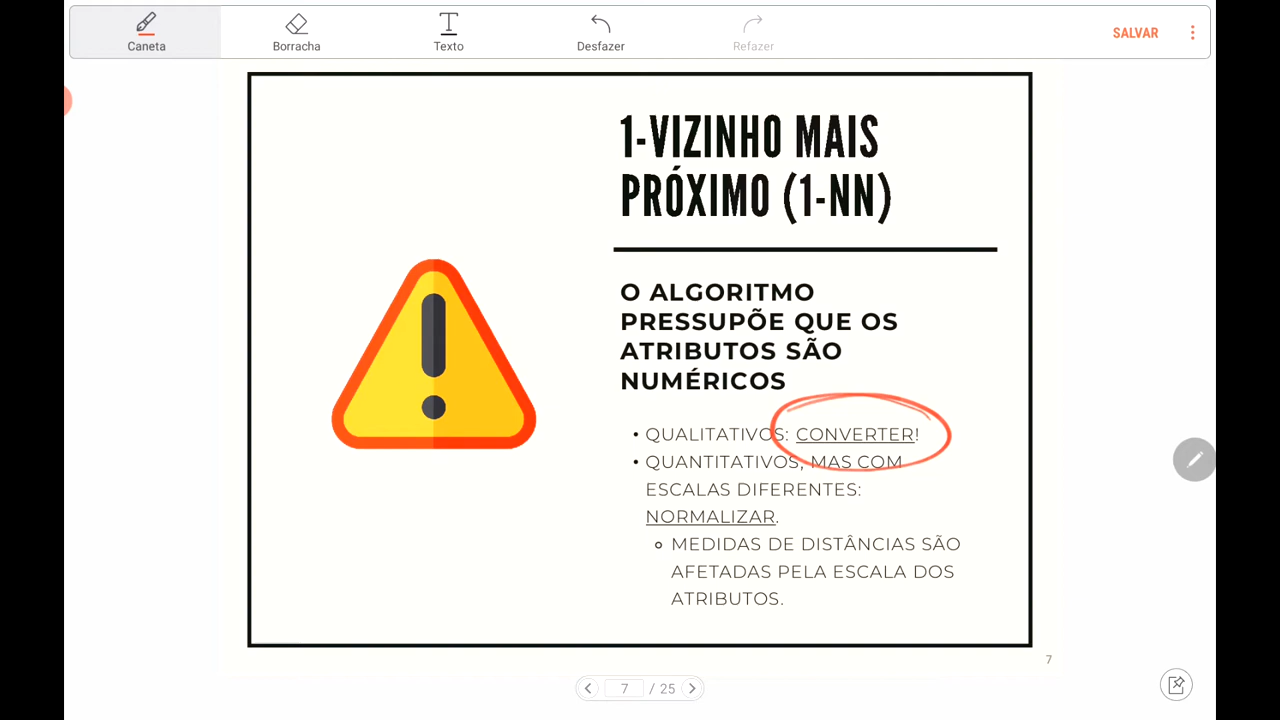 Caneta
Borracha
Texto
Desfazer
Refazer
SALVAR
1-VIZINHO MAIS
PRÓXIMO (1-NN)
O ALGORITMO
PRESSUPÕE QUE OS
ATRIBUTOS SÃO
NUMÉRICOS
• QUALITATIVOS: CONVERTER!
• QUANTITATIVOS, MAS COM
ESCALAS DIFERENTES:
NORMALIZAR.
MEDIDAS DE DISTÂNCIAS SÃO
AFETADAS PELA ESCALA DOS
ATRIBUTOS.
7
7 / 25